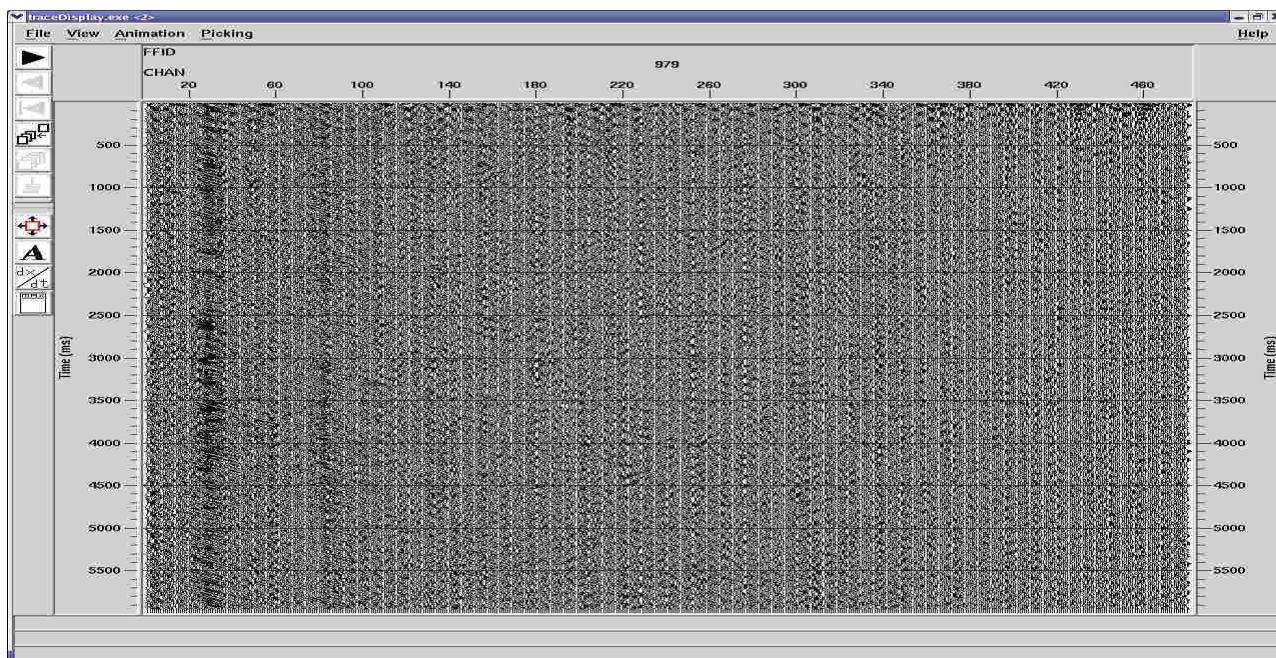 traceDisplay.exe <2>
File View Animation Picking Help
FFID
979
CHAN
20 60 100 140 180 220 260 300 340 380 420 460
500 500
1000 1000
1500 1500
A
dx/dt
2000 2000
2500 2500
Time (ms) Time (ms)
3000 3000
3500 3500
4000 4000
4500 4500
5000 5000
5500 5500